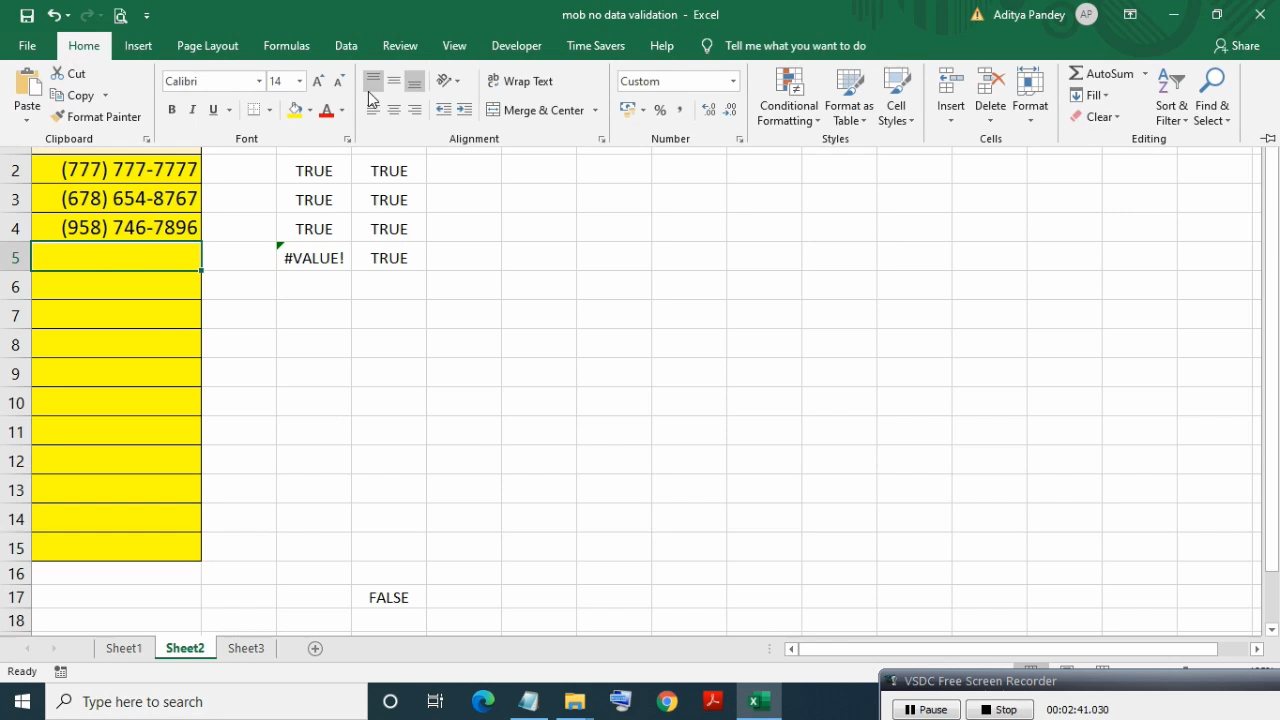 mob no data validation - Excel
Aditya Pandey AP
File Home Insert Page Layout Formulas Data Review View Developer Time Savers Help Tell me what you want to do Share
Paste
Cut
Copy
Format Painter
Clipboard
Calibri 14
B I U
Font
Wrap Text
Merge & Center
Alignment
Custom
%
Number
Conditional Formatting
Format as Table
Cell Styles
Styles
Insert
Delete
Format
Cells
AutoSum
Fill
Clear
Sort & Filter
Find & Select
Editing
2 (777) 777-7777 TRUE TRUE
3 (678) 654-8767 TRUE TRUE
4 (958) 746-7896 TRUE TRUE
5 #VALUE! TRUE
6
7
8
9
10
11
12
13
14
15
16
17 FALSE
18
Sheet1 Sheet2 Sheet3
Ready
VSDC Free Screen Recorder
Type here to search
Pause Stop 00:02:41.030